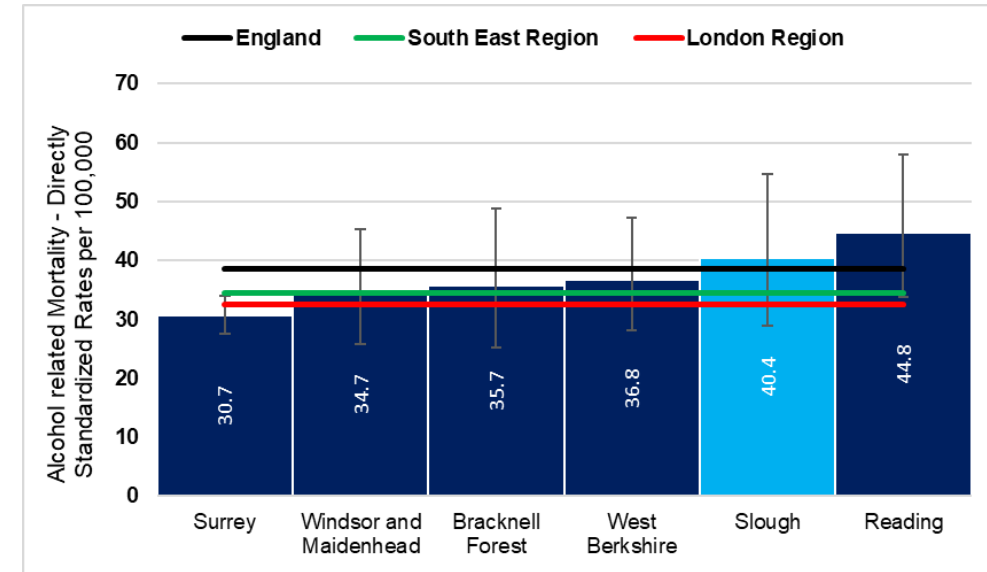 England South East Region London Region
Alcohol related Mortality - Directly
Standardized Rates per 100,000
70
60
50
40
30
20
10
0
30.7
34.7
35.7
36.8
40.4
44.8
Surrey
Windsor and
Maidenhead
Bracknell
Forest
West
Berkshire
Slough
Reading